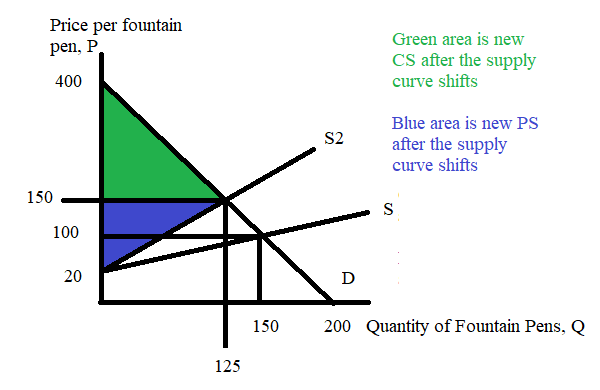 Price per fountain
pen, P
Green area is new
CS after the supply
curve shifts
400
Blue area is new PS
after the supply
curve shifts
S2
150
S
100
20
D
150
200
Quantity of Fountain Pens, Q
125